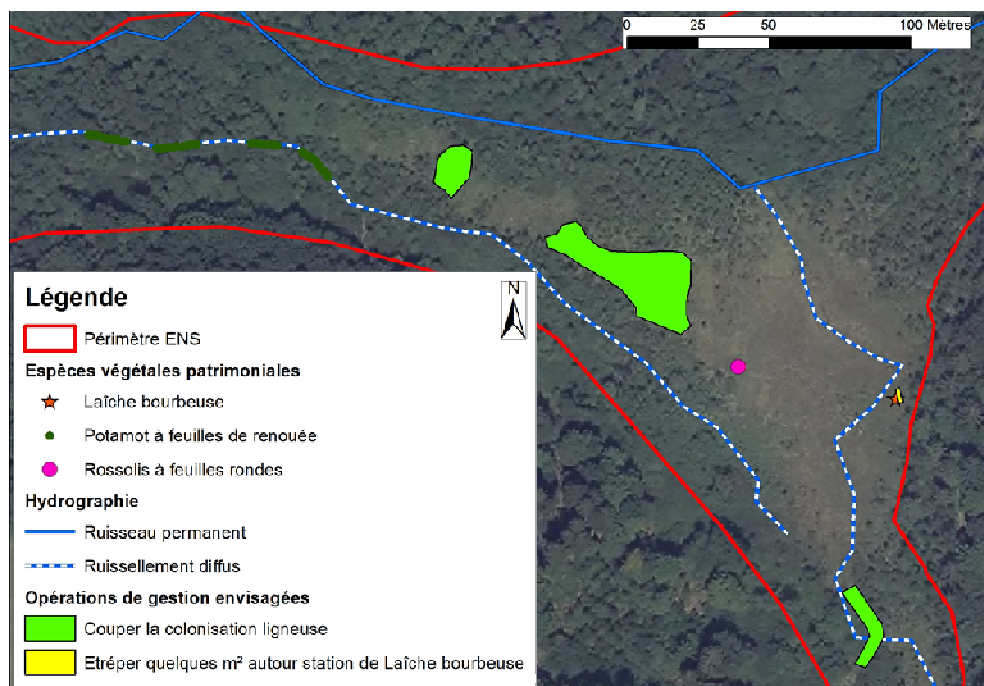 0 25 50 100 Mètres
Légende
N
Périmètre ENS
Espèces végétales patrimoniales
Laîche bourbeuse
Potamot à feuilles de renouée
Rossolis à feuilles rondes
Hydrographie
Ruisseau permanent
Ruissellement diffus
Opérations de gestion envisagées
Couper la colonisation ligneuse
Etréper quelques m² autour station de Laîche bourbeuse